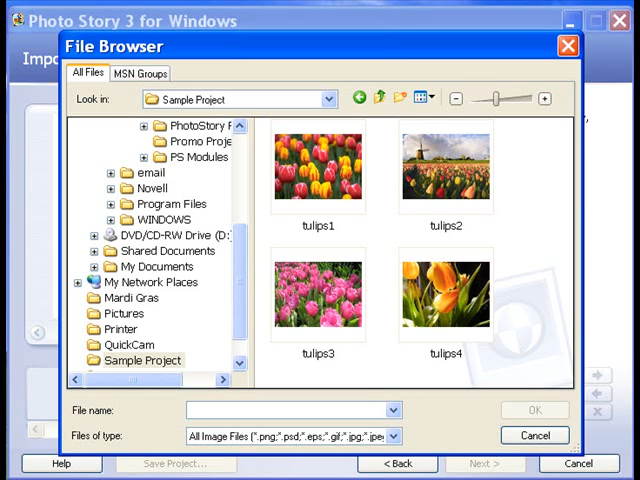 Photo Story 3 for Windows
Impo
File Browser
All Files
MSN Groups
Look in:
Sample Project
PhotoStory F
Promo Proje
PS Modules
email
Novell
Program Files
WINDOWS
DVD/CD-RW Drive (D:)
Shared Documents
My Documents
My Network Places
Mardi Gras
Pictures
Printer
QuickCam
Sample Project
tulips1
tulips2
tulips3
tulips4
File name:
OK
Files of type:
All Image Files (*.png;*.psd;*.eps;*.gif;*.jpg;*.jpe
Cancel
Help
Save Project...
< Back
Next >
Cancel